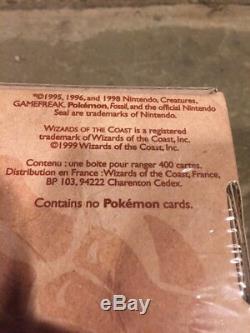 *©1995, 1996, and 1998 Nintendo, Creatures,
GAMEFREAK, Pokémon, Fossil, and the official Nintendo
Seal are trademarks of Nintendo.
WIZARDS OF THE COAST is a registered
trademark of Wizards of the Coast.
©1999 Wizards of the Coast.
Contenu : une boite pour ranger 400 cartes.
Distribution en France : Wizards of the Coast, France,
BP 103, 94222 Charenton Cedex.
Contains no Pokémon cards.